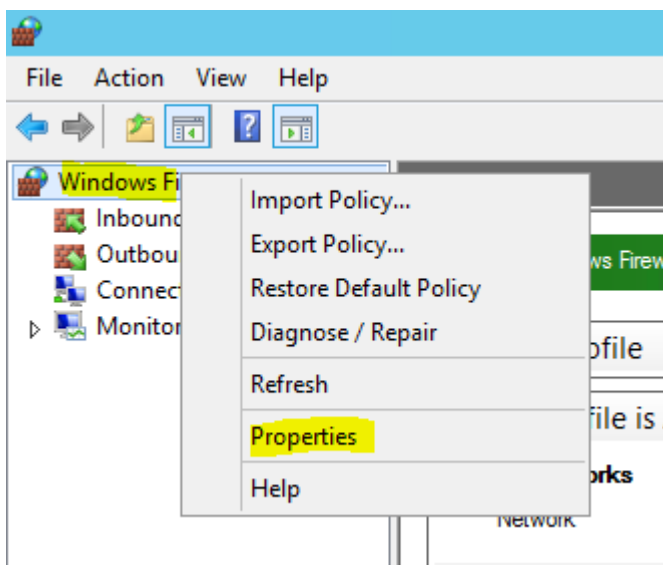 File Action View Help
Windows Fi
Inbound
Outbou
Connec
Monitor
Import Policy...
Export Policy...
Restore Default Policy
Diagnose / Repair
Refresh
Properties
Help
ws Firew
ofile
file is
orks
Network